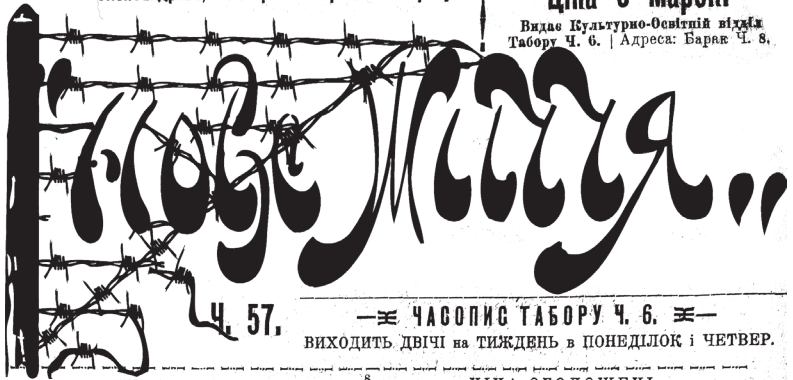 Ціна 6 Марок.
Видає Культурно-Освітній відділ
Табору Ч. 6. | Адреса: Барак Ч. 8.
„Нове Життя"
Ч. 57.
ЧАСОПИС ТАБОРУ Ч. 6.
ВИХОДИТЬ ДВІЧІ на ТИЖДЕНЬ в ПОНЕДІЛОК і ЧЕТВЕР.